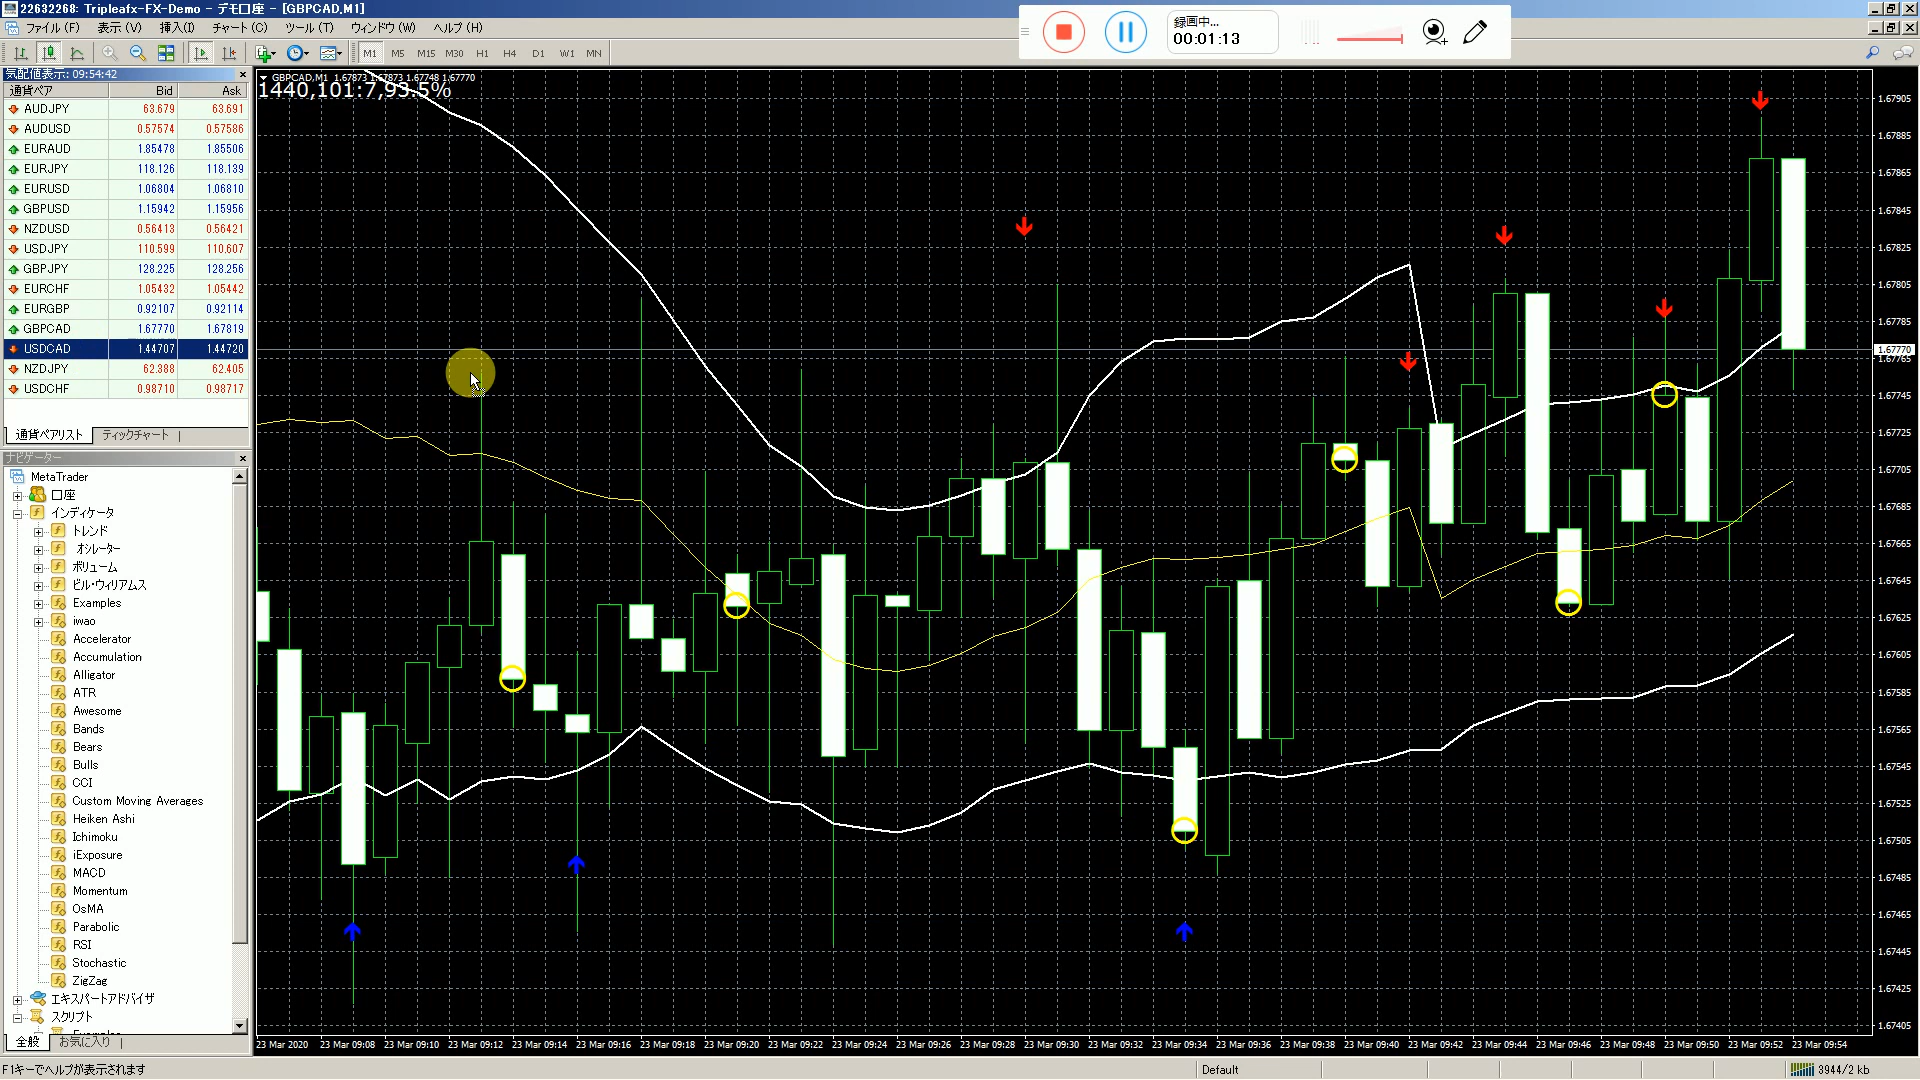 22632268: Tripleafx-FX-Demo - デモ口座 - [GBPCAD,M1]
ファイル (F) 表示 (V) 挿入(I) チャート (C) ツール (T) ウィンドウ (W) ヘルプ (H)
録画中...
00:01:13
M1 M5 M15 M30 H1 H4 D1 W1 MN
気配値表示: 09:54:42
通貨ペア Bid Ask
AUDJPY 63.679 63.691
AUDUSD 0.57574 0.57586
EURAUD 1.85478 1.85506
EURJPY 118.126 118.139
EURUSD 1.06804 1.06810
GBPUSD 1.15942 1.15956
NZDUSD 0.56413 0.56421
USDJPY 110.599 110.607
GBPJPY 128.225 128.256
EURCHF 1.05432 1.05442
EURGBP 0.92107 0.92114
GBPCAD 1.67770 1.67819
USDCAD 1.44707 1.44720
NZDJPY 62.388 62.405
USDCHF 0.98710 0.98717
通貨ペアリスト ティックチャート
ナビゲーター
MetaTrader
口座
インディケータ
トレンド
オシレーター
ボリューム
ビル・ウィリアムス
Examples
iwao
Accelerator
Accumulation
Alligator
ATR
Awesome
Bands
Bears
Bulls
CCI
Custom Moving Averages
Heiken Ashi
Ichimoku
iExposure
MACD
Momentum
OsMA
Parabolic
RSI
Stochastic
ZigZag
エキスパートアドバイザ
スクリプト
Examples
全般 お気に入り
GBPCAD,M1 1.67873 1.67873 1.67748 1.67770
1440,101:7,93.5%
1.67905
1.67885
1.67865
1.67845
1.67825
1.67805
1.67785
1.67770
1.67765
1.67745
1.67725
1.67705
1.67685
1.67665
1.67645
1.67625
1.67605
1.67585
1.67565
1.67545
1.67525
1.67505
1.67485
1.67465
1.67445
1.67425
1.67405
23 Mar 2020 23 Mar 09:08 23 Mar 09:10 23 Mar 09:12 23 Mar 09:14 23 Mar 09:16 23 Mar 09:18 23 Mar 09:20 23 Mar 09:22 23 Mar 09:24 23 Mar 09:26 23 Mar 09:28 23 Mar 09:30 23 Mar 09:32 23 Mar 09:34 23 Mar 09:36 23 Mar 09:38 23 Mar 09:40 23 Mar 09:42 23 Mar 09:44 23 Mar 09:46 23 Mar 09:48 23 Mar 09:50 23 Mar 09:52 23 Mar 09:54
F1キーでヘルプが表示されます Default 3944/2 kb